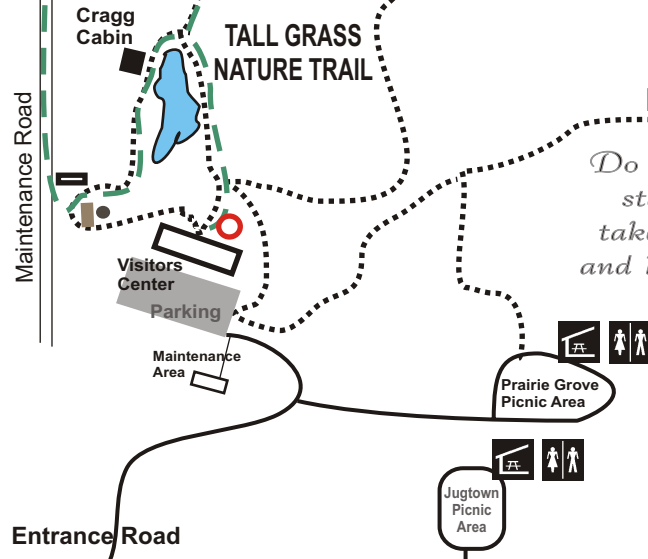 Cragg
Cabin
TALL GRASS
NATURE TRAIL
Maintenance Road
Do
and
Visitors
Center
Parking
Maintenance
Area
Prairie Grove
Picnic Area
Jugtown
Picnic
Area
Entrance Road